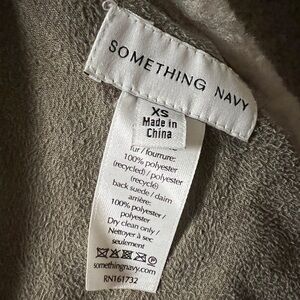 SOMETHING NAVY
XS
Made in
China
fur / fourrure:
100% polyester
(recycled) / polyester
(recyclé)
back suede / daim
arrière:
100% polyester /
polyester
Dry clean only /
Nettoyer à sec
seulement
somethingnavy.com
RN161732